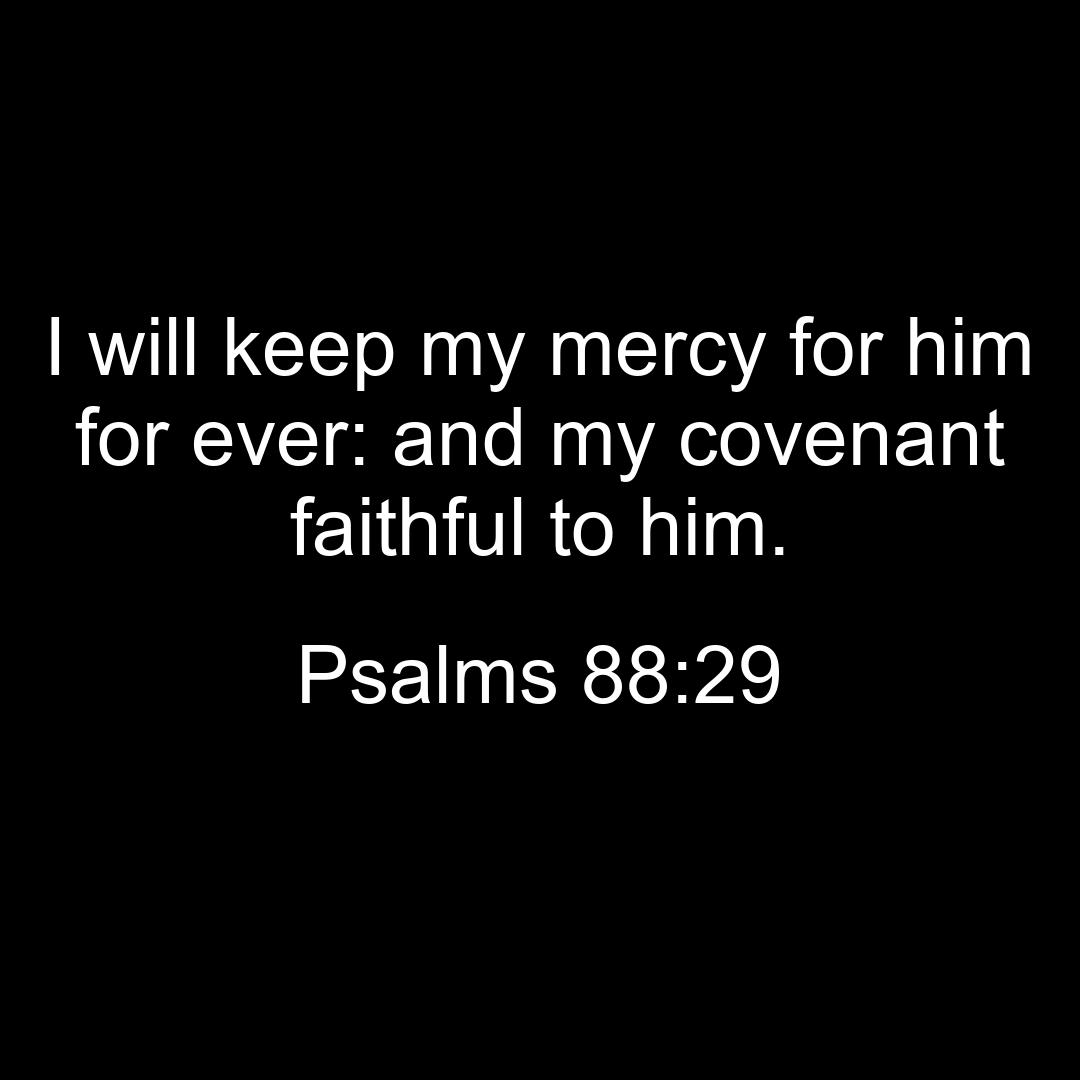 I will keep my mercy for him
for ever: and my covenant
faithful to him.
Psalms 88:29